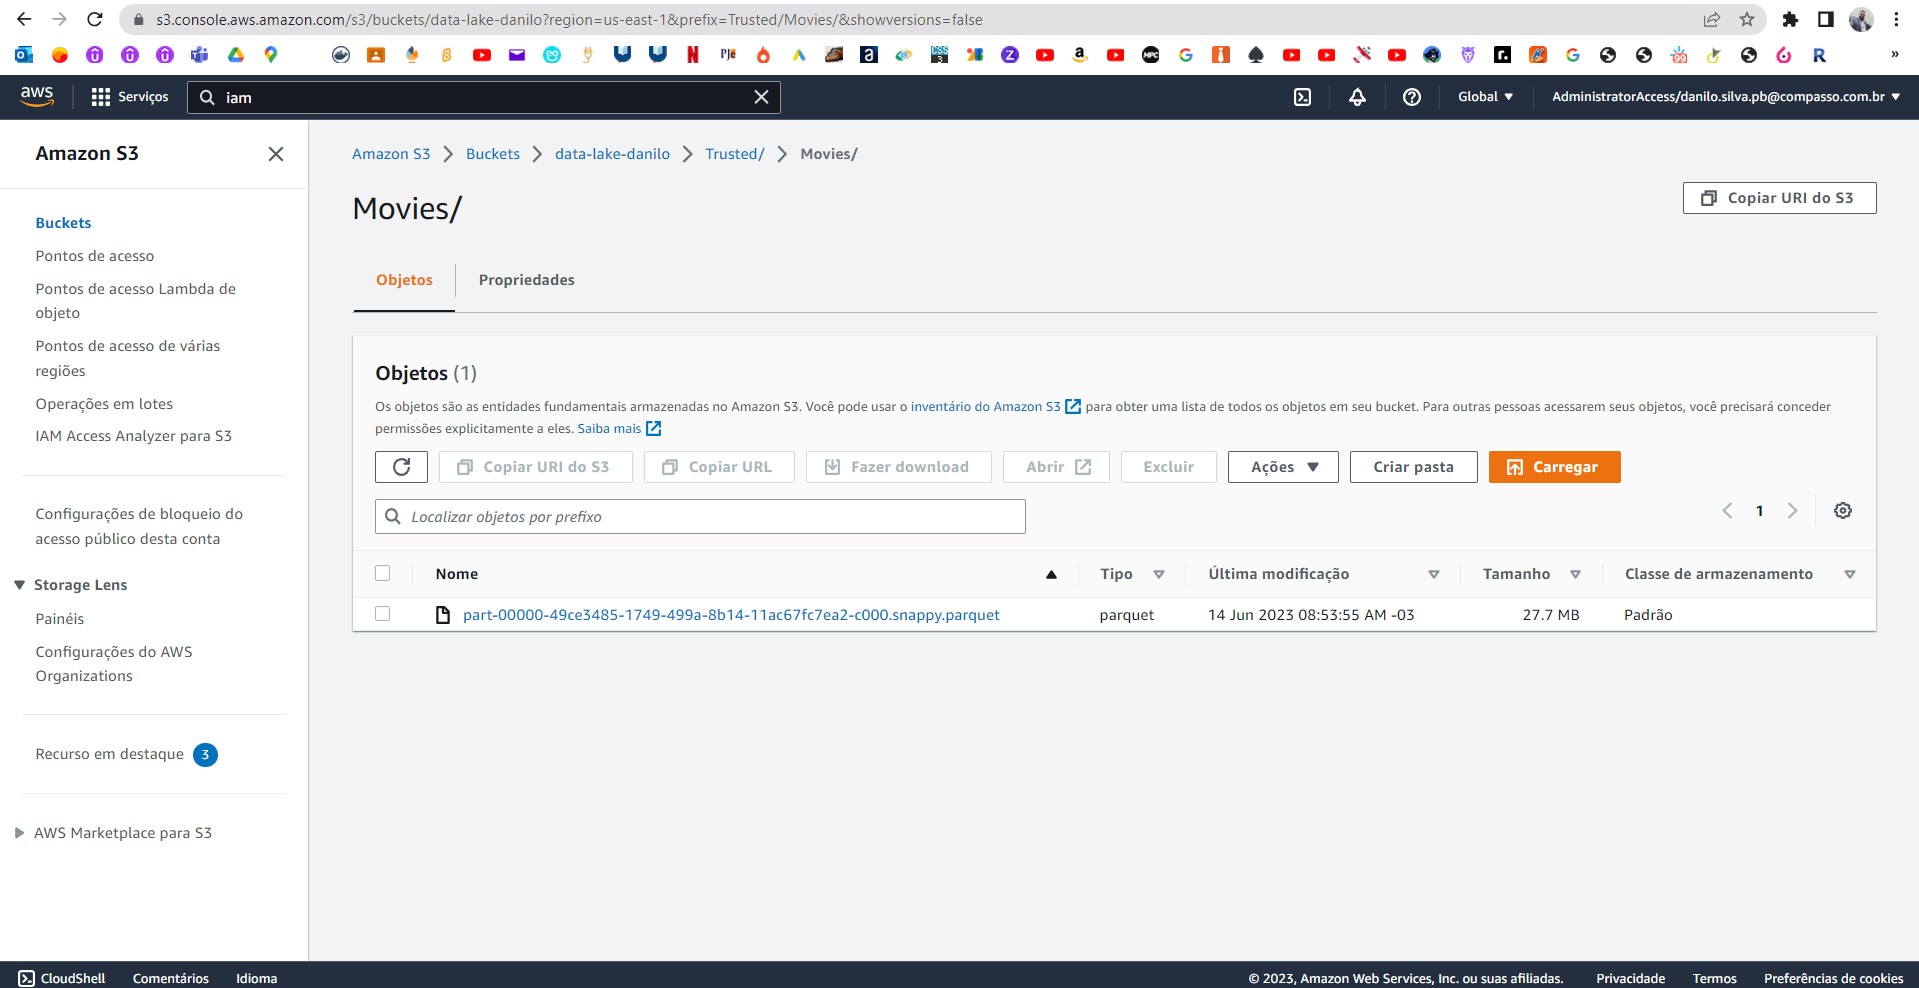 s3.console.aws.amazon.com/s3/buckets/data-lake-danilo?region=us-east-1&prefix=Trusted/Movies/&showversions=false
aws
Serviços
iam
Global
AdministratorAccess/danilo.silva.pb@compasso.com.br
Amazon S3
Buckets
Pontos de acesso
Pontos de acesso Lambda de
objeto
Pontos de acesso de várias
regiões
Operações em lotes
IAM Access Analyzer para S3
Configurações de bloqueio do
acesso público desta conta
Storage Lens
Painéis
Configurações do AWS
Organizations
Recurso em destaque 3
AWS Marketplace para S3
Amazon S3 Buckets data-lake-danilo Trusted/ Movies/
Movies/
Copiar URI do S3
Objetos Propriedades
Objetos (1)
Os objetos são as entidades fundamentais armazenadas no Amazon S3. Você pode usar o inventário do Amazon S3 para obter uma lista de todos os objetos em seu bucket. Para outras pessoas acessarem seus objetos, você precisará conceder
permissões explicitamente a eles. Saiba mais
Copiar URI do S3 Copiar URL Fazer download Abrir Excluir Ações Criar pasta Carregar
Localizar objetos por prefixo
1
Nome Tipo Última modificação Tamanho Classe de armazenamento
part-00000-49ce3485-1749-499a-8b14-11ac67fc7ea2-c000.snappy.parquet parquet 14 Jun 2023 08:53:55 AM -03 27.7 MB Padrão
CloudShell Comentários Idioma
© 2023, Amazon Web Services, Inc. ou suas afiliadas. Privacidade Termos Preferências de cookies